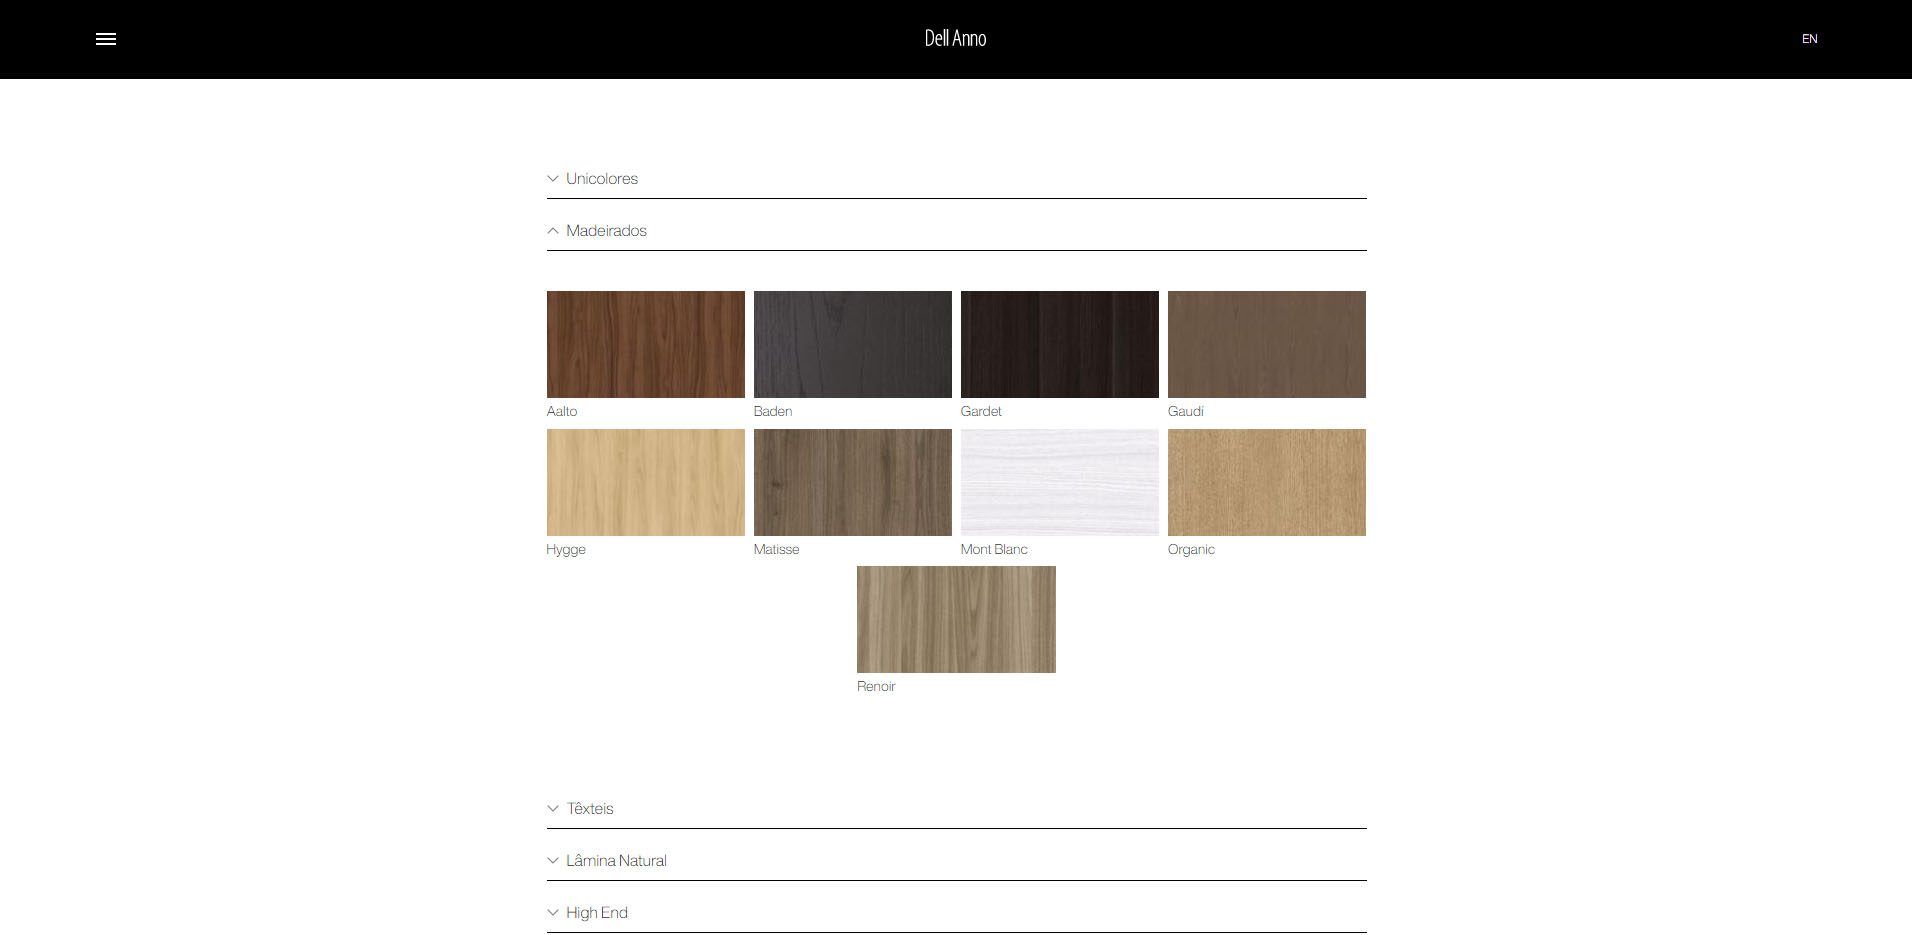 Dell Anno
EN
Unicolores
Madeirados
Aalto
Baden
Gardet
Gaudí
Hygge
Matisse
Mont Blanc
Organic
Renoir
Têxteis
Lâmina Natural
High End